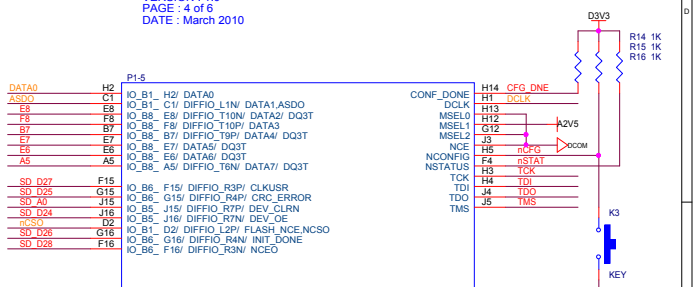 PAGE : 4 of 6
DATE : March 2010
D
D3V3
R14 1K
R15 1K
R16 1K
P1-5
DATA0 H2 IO_B1_ H2/ DATA0 CONF_DONE H14 CFG_DNE
ASDO C1 IO_B1_ C1/ DIFFIO_L1N/ DATA1,ASDO DCLK H1 DCLK
E8 E8 IO_B8_ E8/ DIFFIO_T10N/ DATA2/ DQ3T MSEL0 H13
F8 F8 IO_B8_ F8/ DIFFIO_T10P/ DATA3 MSEL1 H12 A2V5
B7 B7 IO_B8_ B7/ DIFFIO_T9P/ DATA4/ DQ3T MSEL2 G12
E7 E7 IO_B8_ E7/ DATA5/ DQ3T NCE J3 DCOM
E6 E6 IO_B8_ E6/ DATA6/ DQ3T NCONFIG H5 nCFG
A5 A5 IO_B8_ A5/ DIFFIO_T6N/ DATA7/ DQ3T NSTATUS F4 nSTAT
TCK H3 TCK
SD_D27 F15 IO_B6_ F15/ DIFFIO_R3P/ CLKUSR TDI H4 TDI
SD_D25 G15 IO_B6_ G15/ DIFFIO_R4P/ CRC_ERROR TDO J4 TDO
SD_A0 J15 IO_B5_ J15/ DIFFIO_R7P/ DEV_CLRN TMS J5 TMS
SD_D24 J16 IO_B5_ J16/ DIFFIO_R7N/ DEV_OE
nCSO D2 IO_B1_ D2/ DIFFIO_L2P/ FLASH_NCE,NCSO
SD_D26 G16 IO_B6_ G16/ DIFFIO_R4N/ INIT_DONE
SD_D28 F16 IO_B6_ F16/ DIFFIO_R3N/ NCEO
K3
KEY